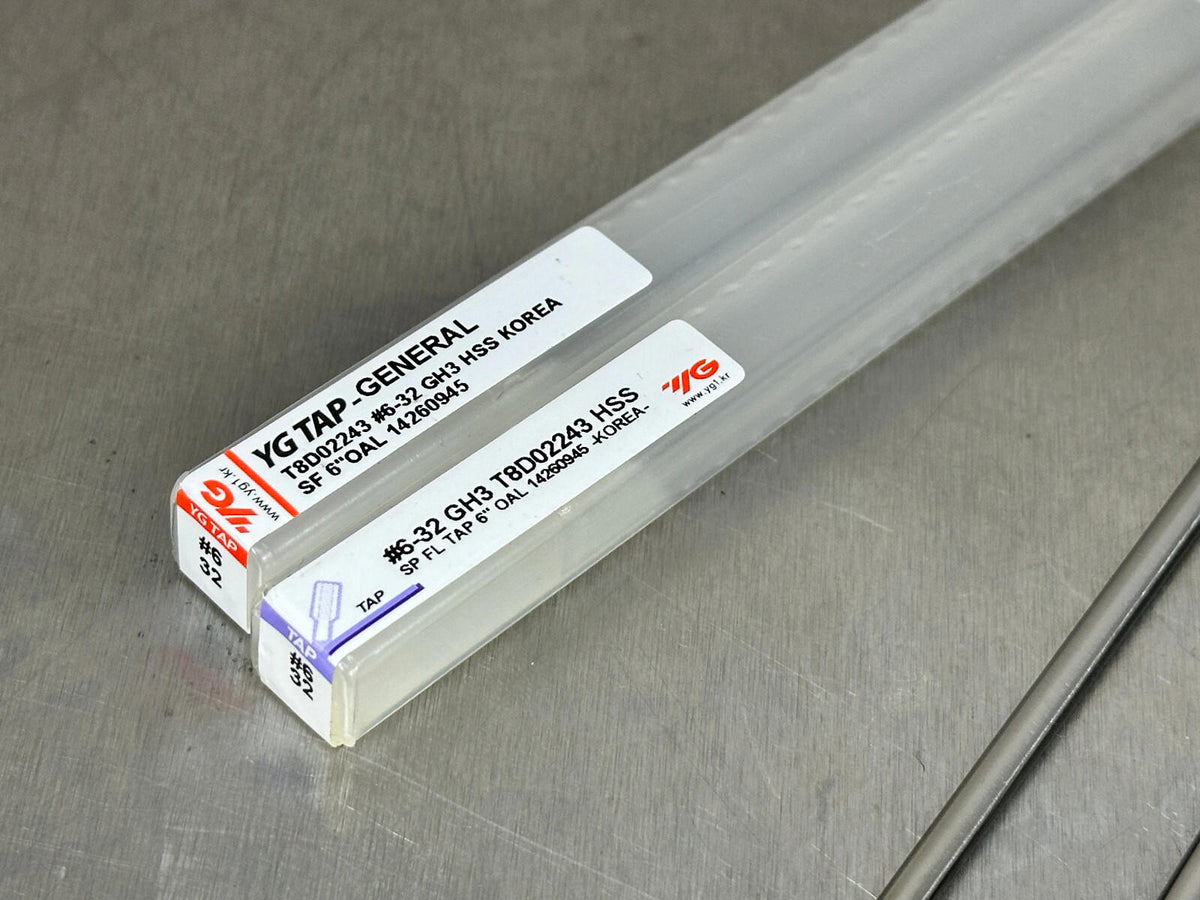 YG TAP - GENERAL
T8D02243 #6-32 GH3 HSS KOREA
SF 6"OAL 14260945
YG
www.yg1.kr
YG TAP
#6
32
#6-32 GH3 T8D02243 HSS
SP FL TAP 6" OAL 14260945 -KOREA-
YG
www.yg1.kr
TAP
TAP
#6
32